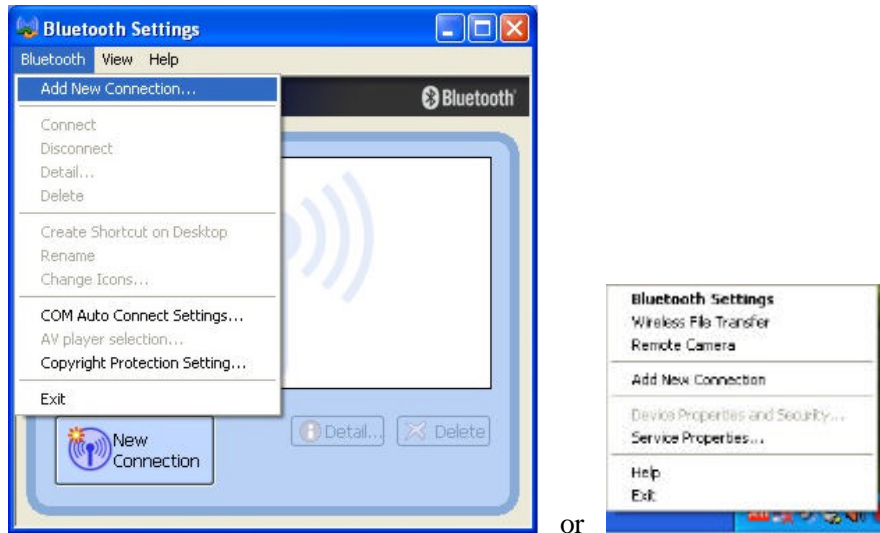 Bluetooth Settings
Bluetooth View Help
Add New Connection...
Bluetooth
Connect
Disconnect
Detail...
Delete
Create Shortcut on Desktop
Rename
Change Icons...
COM Auto Connect Settings...
AV player selection...
Copyright Protection Setting...
Exit
New
Connection
Detail... Delete
or
Bluetooth Settings
Wireless File Transfer
Remote Camera
Add New Connection
Device Properties and Security...
Service Properties...
Help
Exit